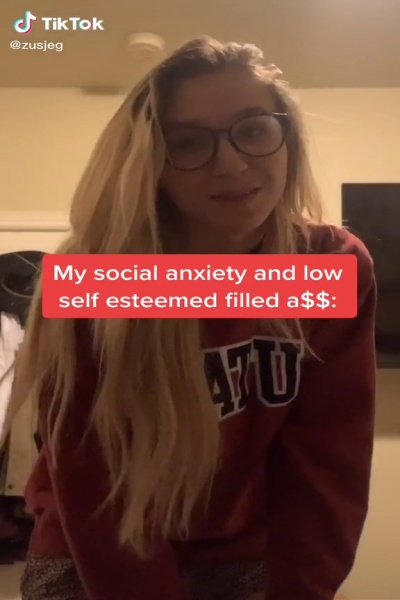 TikTok
@zusjeg
My social anxiety and low
self esteemed filled a$$:
ATU